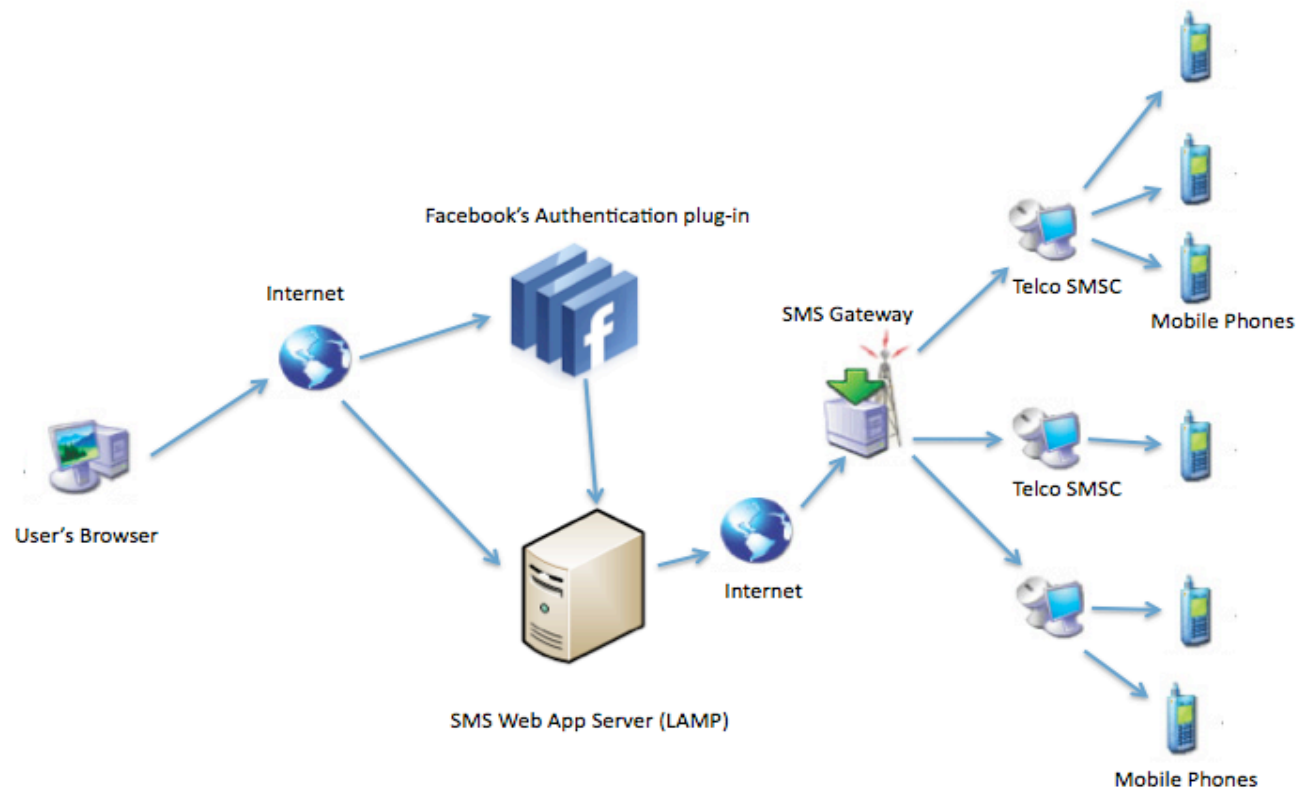 Facebook's Authentication plug-in
Internet
Telco SMSC
SMS Gateway
Mobile Phones
Telco SMSC
User's Browser
Internet
SMS Web App Server (LAMP)
Mobile Phones